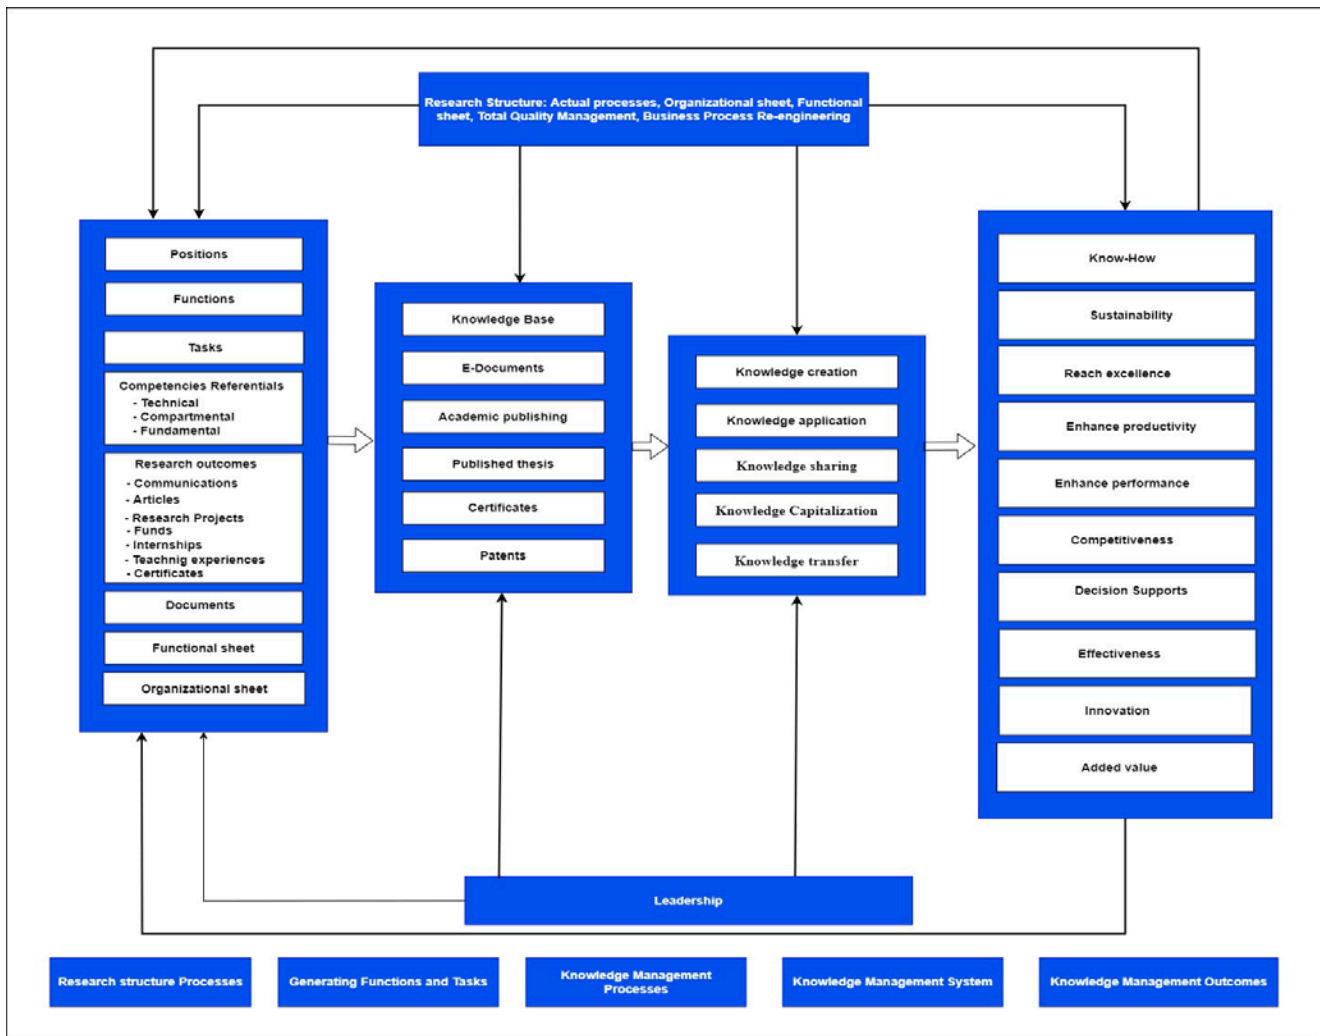 Research Structure: Actual processes, Organizational sheet, Functional
sheet, Total Quality Management, Business Process Re-engineering
Positions
Functions
Tasks
Competencies Referentials
- Technical
- Compartmental
- Fundamental
Research outcomes
- Communications
- Articles
- Research Projects
- Funds
- Internships
- Teachnig experiences
- Certificates
Documents
Functional sheet
Organizational sheet
Knowledge Base
E-Documents
Academic publishing
Published thesis
Certificates
Patents
Knowledge creation
Knowledge application
Knowledge sharing
Knowledge Capitalization
Knowledge transfer
Know-How
Sustainability
Reach excellence
Enhance productivity
Enhance performance
Competitiveness
Decision Supports
Effectiveness
Innovation
Added value
Leadership
Research structure Processes
Generating Functions and Tasks
Knowledge Management
Processes
Knowledge Management System
Knowledge Management Outcomes